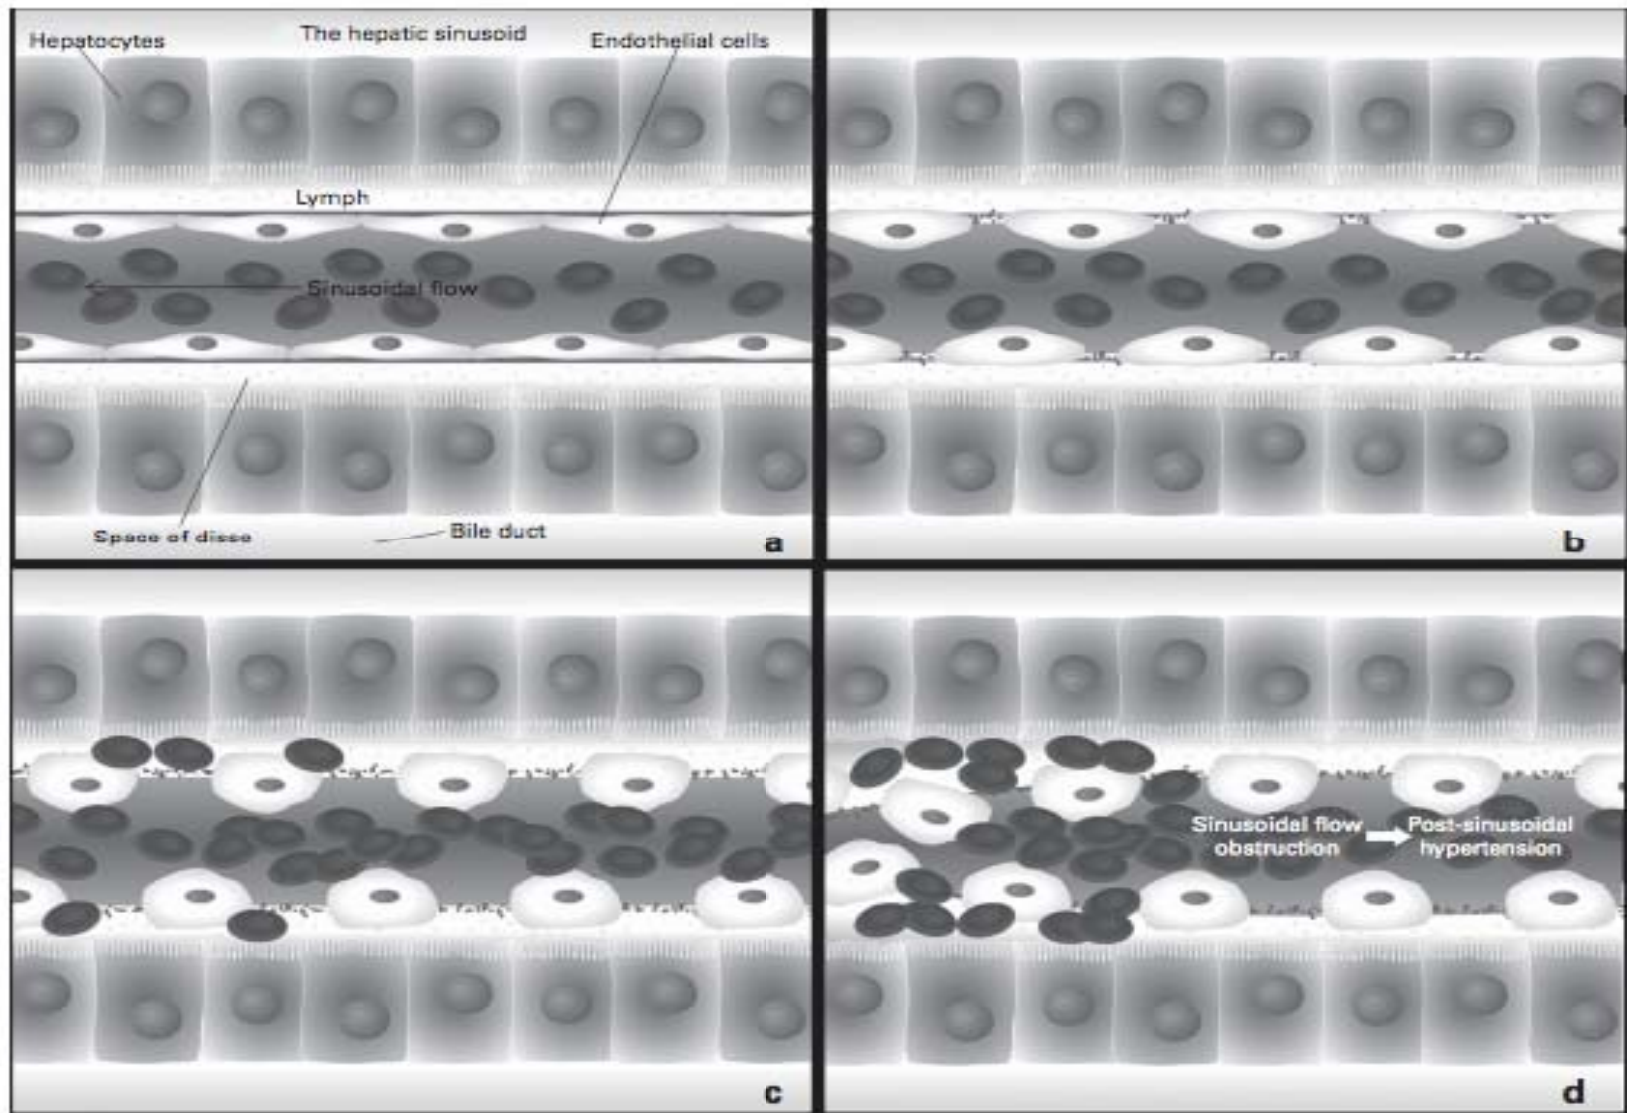 The hepatic sinusoid
Hepatocytes
Endothelial cells
Lymph
Sinusoidal flow
Space of disse
Bile duct
a
b
c
Sinusoidal flow
obstruction
Post-sinusoidal
hypertension
d